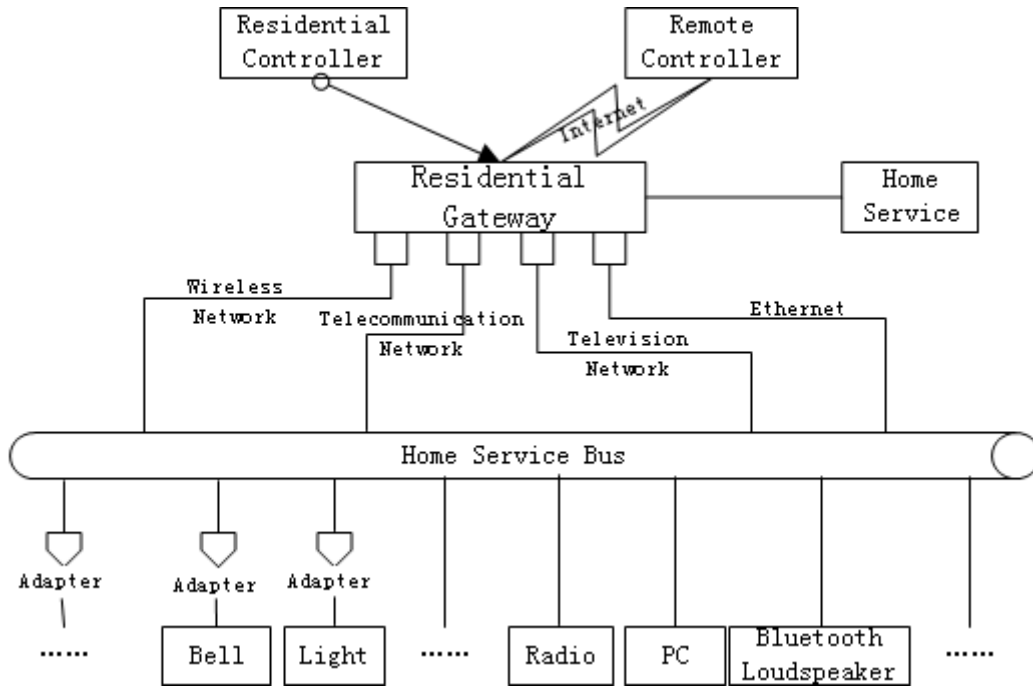 Residential
Controller
Remote
Controller
Internet
Residential
Gateway
Home
Service
Wireless
Network
Telecommunication
Network
Television
Network
Ethernet
Home Service Bus
Adapter
Adapter
Adapter
……
Bell
Light
……
Radio
PC
Bluetooth
Loudspeaker
……